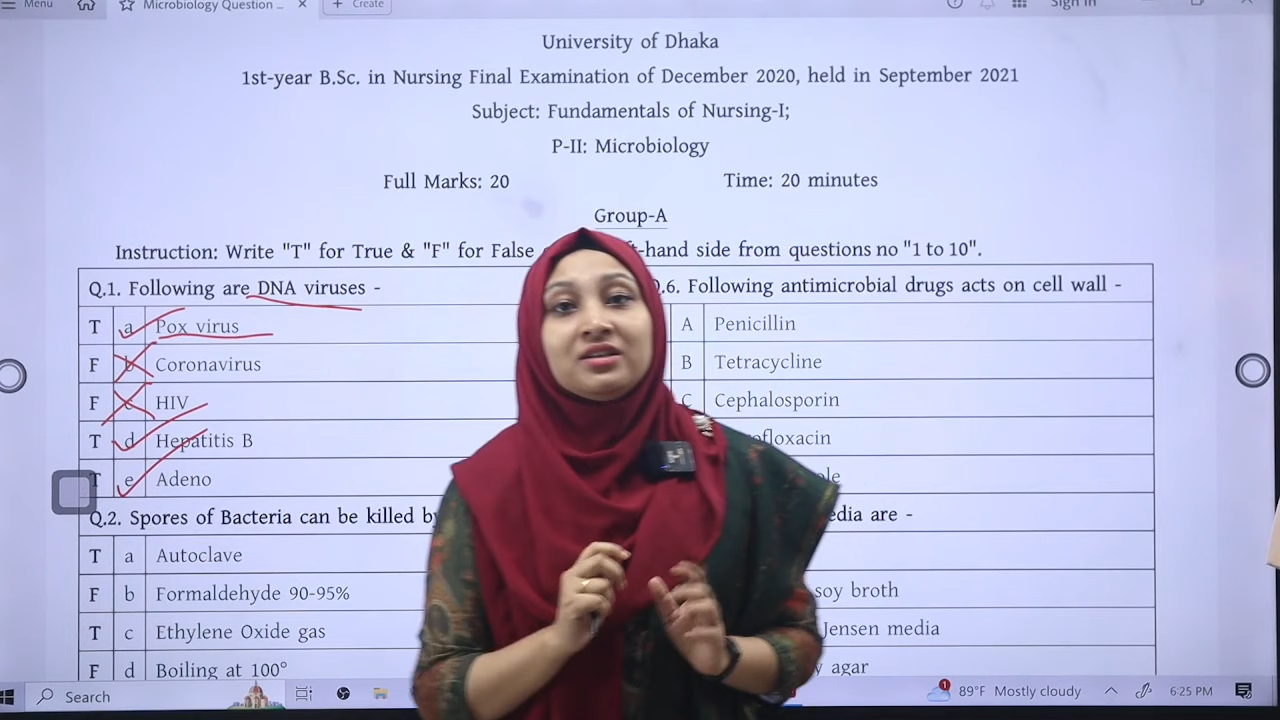 Menu
Microbiology Question ...
+ Create
Sign in
University of Dhaka
1st-year B.Sc. in Nursing Final Examination of December 2020, held in September 2021
Subject: Fundamentals of Nursing-I;
P-II: Microbiology
Full Marks: 20 Time: 20 minutes
Group-A
Instruction: Write "T" for True & "F" for False -hand side from questions no "1 to 10".
Q.1. Following are DNA viruses -
T a Pox virus
F b Coronavirus
F c HIV
T d Hepatitis B
T e Adeno
Q.2. Spores of Bacteria can be killed
T a Autoclave
F b Formaldehyde 90-95%
T c Ethylene Oxide gas
F d Boiling at 100°
.6. Following antimicrobial drugs acts on cell wall -
A Penicillin
B Tetracycline
C Cephalosporin
floxacin
are -
soy broth
Jensen media
agar
Search
1
89°F Mostly cloudy
6:25 PM